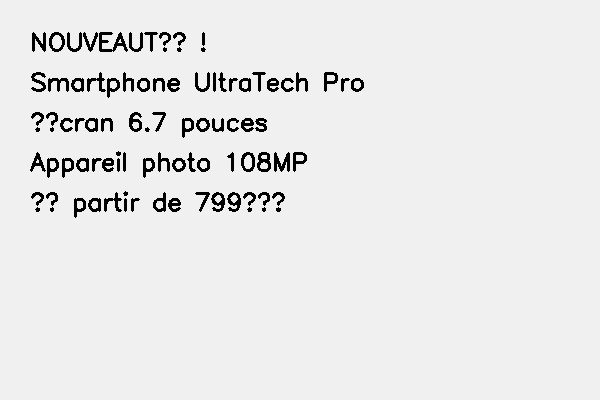 NOUVEAUT?? !
Smartphone UltraTech Pro
??cran 6.7 pouces
Appareil photo 108MP
?? partir de 799???